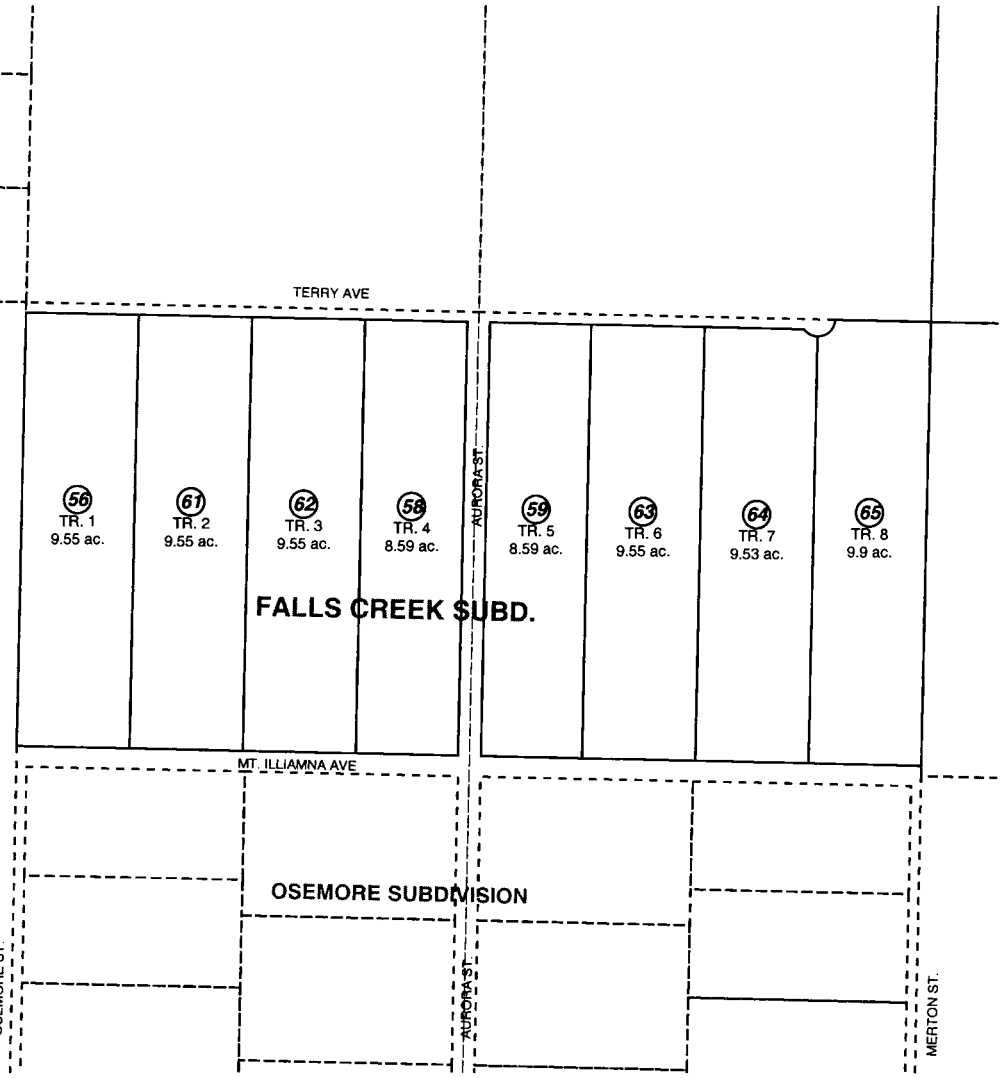 TERRY AVE
56
TR. 1
9.55 ac.
61
TR. 2
9.55 ac.
62
TR. 3
9.55 ac.
58
TR. 4
8.59 ac.
AURORA ST.
59
TR. 5
8.59 ac.
63
TR. 6
9.55 ac.
64
TR. 7
9.53 ac.
65
TR. 8
9.9 ac.
FALLS CREEK SUBD.
MT. ILLIAMNA AVE
OSEMORE SUBDIVISION
AURORA ST.
MERTON ST.